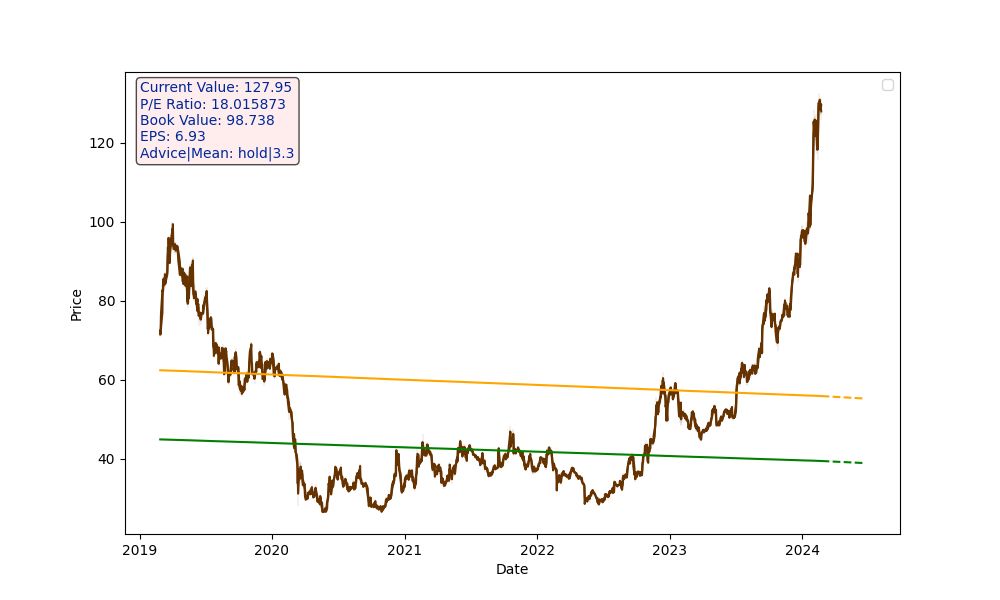 Current Value: 127.95
P/E Ratio: 18.015873
Book Value: 98.738
EPS: 6.93
Advice|Mean: hold|3.3
120
100
80
60
40
Price
2019 2020 2021 2022 2023 2024
Date